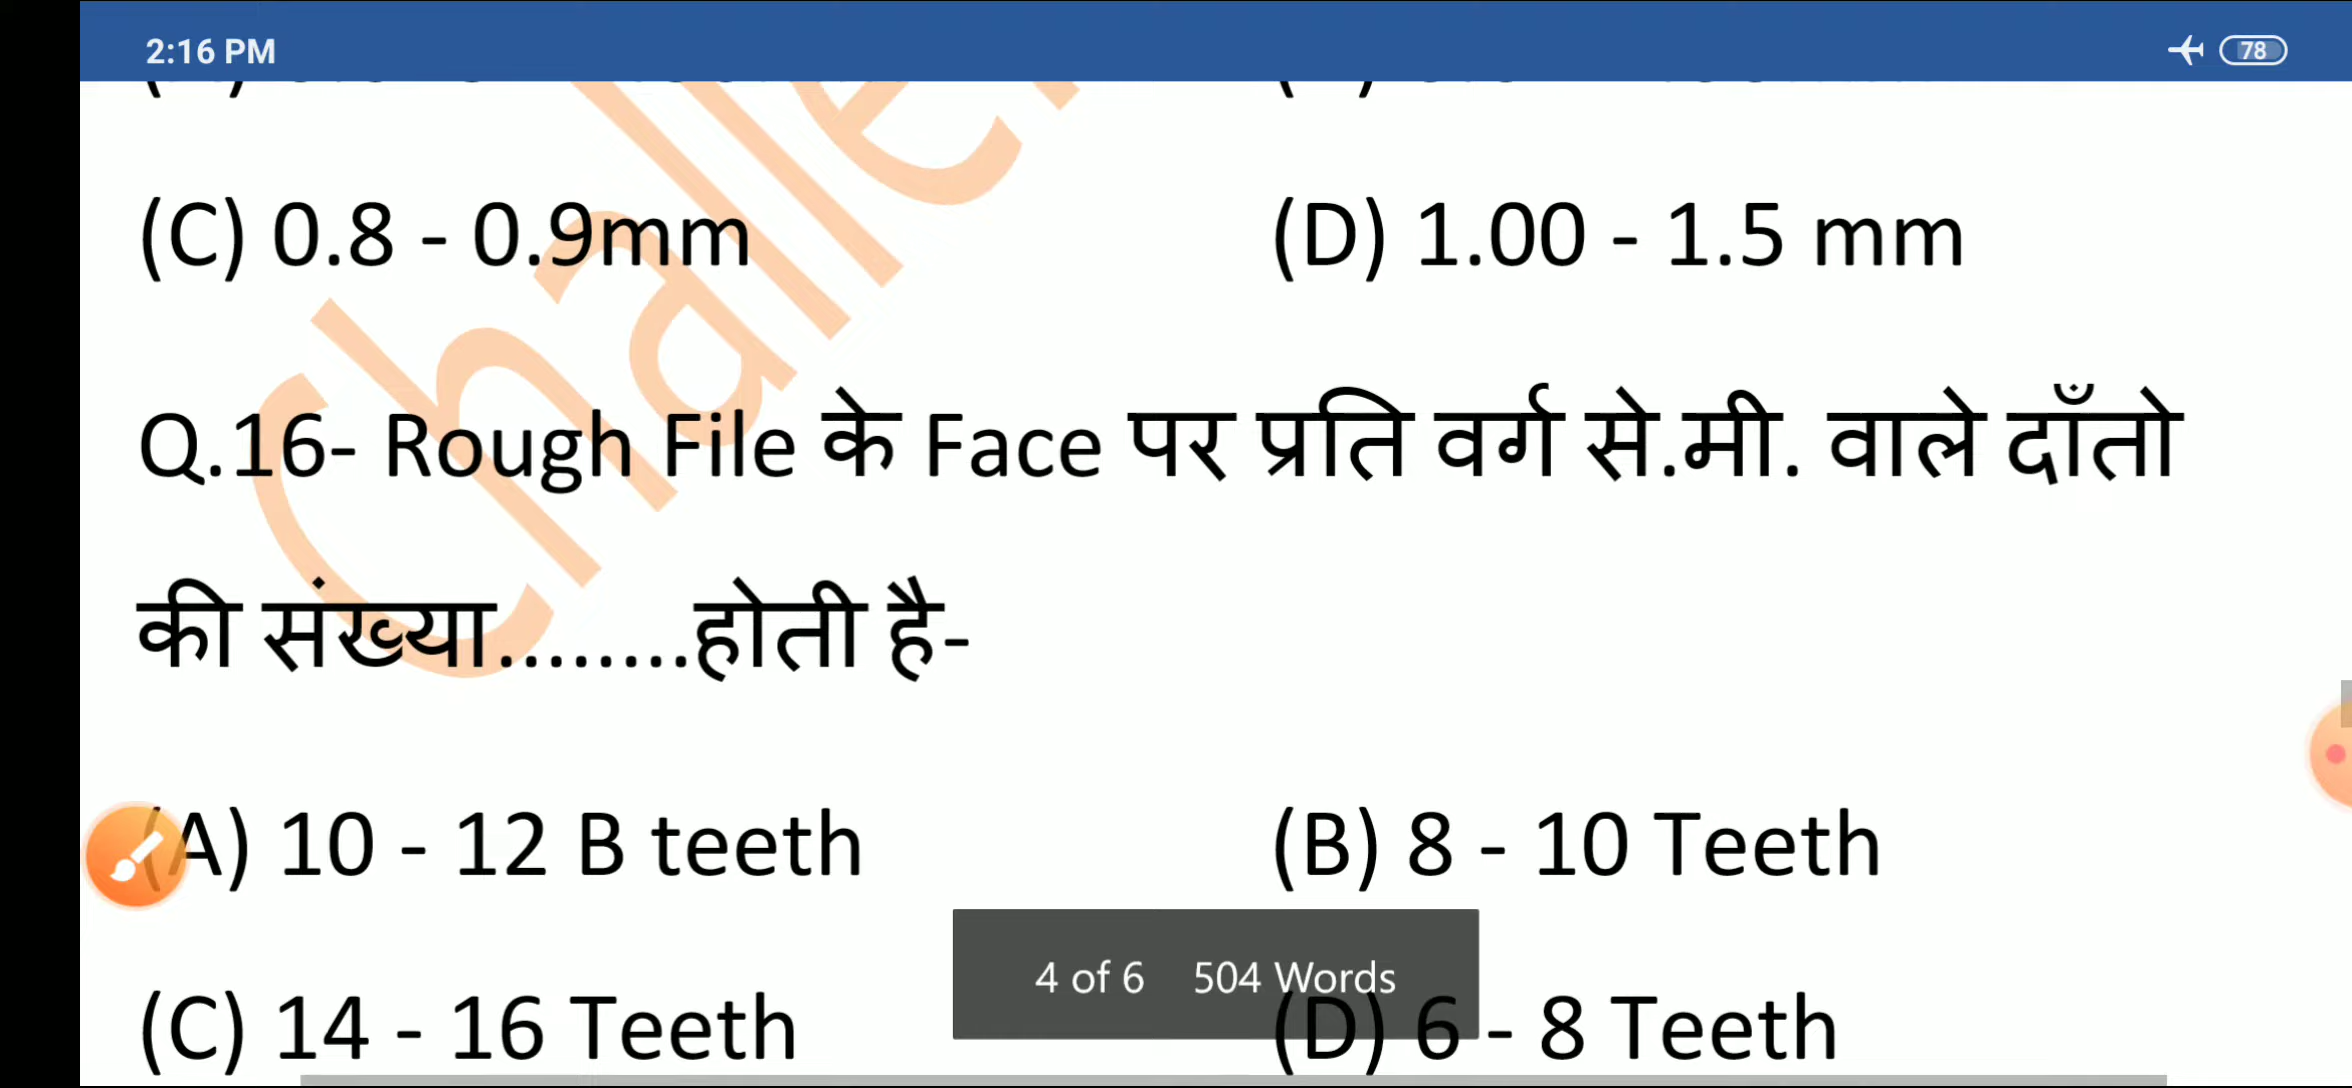 2:16 PM
78
(C) 0.8 - 0.9mm
(D) 1.00 - 1.5 mm
Q.16- Rough File के Face पर प्रति वर्ग से.मी. वाले दाँतो
की संख्या........होती है-
(A) 10 - 12 B teeth
(B) 8 - 10 Teeth
4 of 6 504 Words
(C) 14 - 16 Teeth
(D) 6 - 8 Teeth
Challe